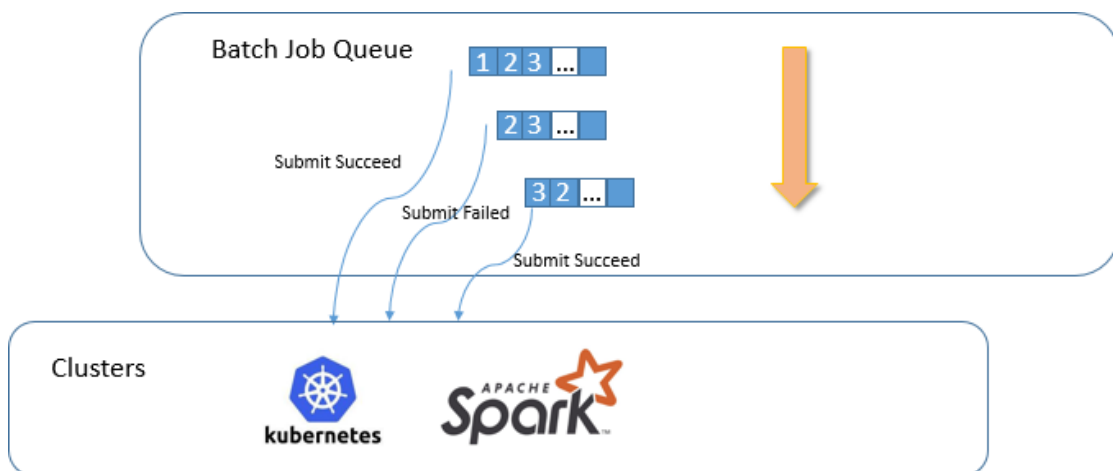 Batch Job Queue
1 2 3 ...
2 3 ...
Submit Succeed
3 2 ...
Submit Failed
Submit Succeed
Clusters
kubernetes
APACHE
Spark™